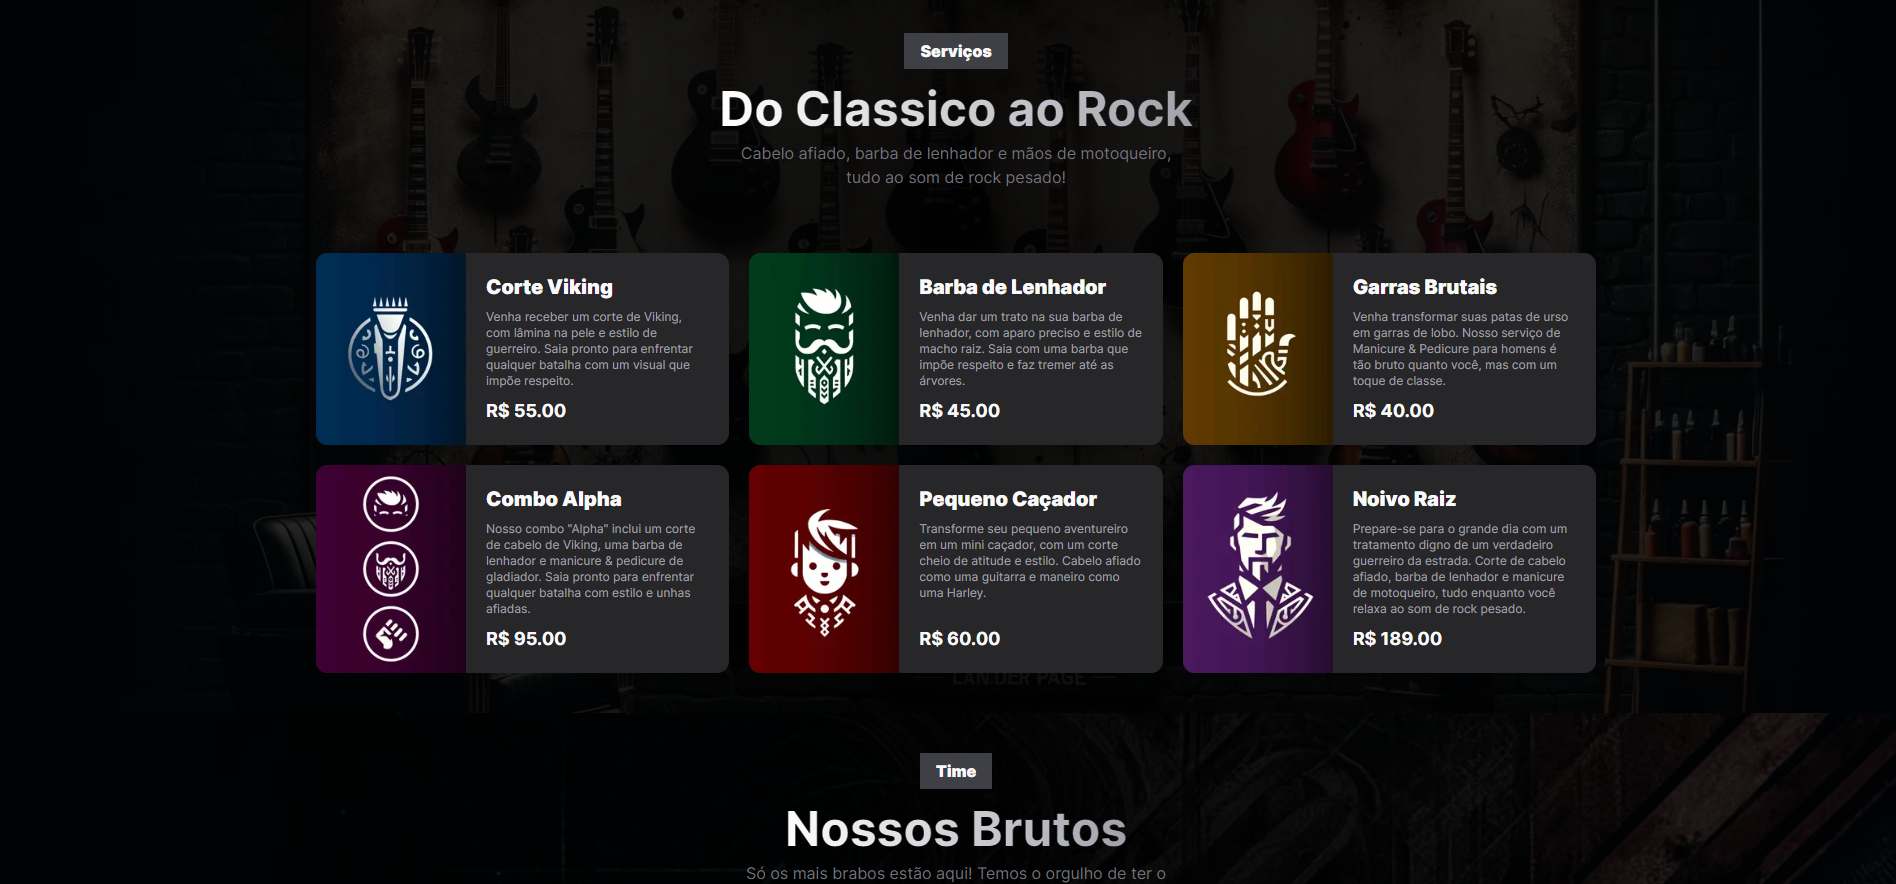 Serviços
Do Classico ao Rock
Cabelo afiado, barba de lenhador e mãos de motoqueiro,
tudo ao som de rock pesado!
Corte Viking
Venha receber um corte de Viking,
com lâmina na pele e estilo de
guerreiro. Saia pronto para enfrentar
qualquer batalha com um visual que
impõe respeito.
R$ 55.00
Barba de Lenhador
Venha dar um trato na sua barba de
lenhador, com aparo preciso e estilo de
macho raiz. Saia com uma barba que
impõe respeito e faz tremer até as
árvores.
R$ 45.00
Garras Brutais
Venha transformar suas patas de urso
em garras de lobo. Nosso serviço de
Manicure & Pedicure para homens é
tão bruto quanto você, mas com um
toque de classe.
R$ 40.00
Combo Alpha
Nosso combo "Alpha" inclui um corte
de cabelo de Viking, uma barba de
lenhador e manicure & pedicure de
gladiador. Saia pronto para enfrentar
qualquer batalha com estilo e unhas
afiadas.
R$ 95.00
Pequeno Caçador
Transforme seu pequeno aventureiro
em um mini caçador, com um corte
cheio de atitude e estilo. Cabelo afiado
como uma guitarra e maneiro como
uma Harley.
R$ 60.00
Noivo Raiz
Prepare-se para o grande dia com um
tratamento digno de um verdadeiro
guerreiro da estrada. Corte de cabelo
afiado, barba de lenhador e manicure
de motoqueiro, tudo enquanto você
relaxa ao som de rock pesado.
R$ 189.00
LANDER PAGE
Time
Nossos Brutos
Só os mais brabos estão aqui! Temos o orgulho de ter o